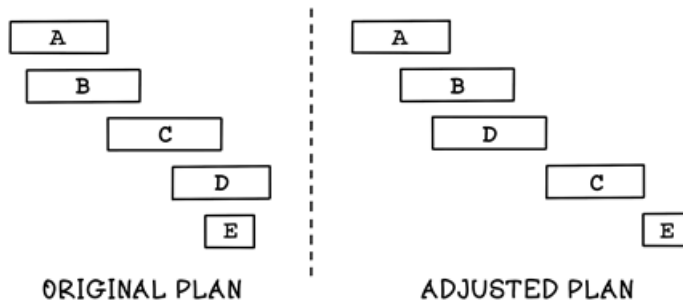 A A
B B
C D
D C
E E
ORIGINAL PLAN ADJUSTED PLAN